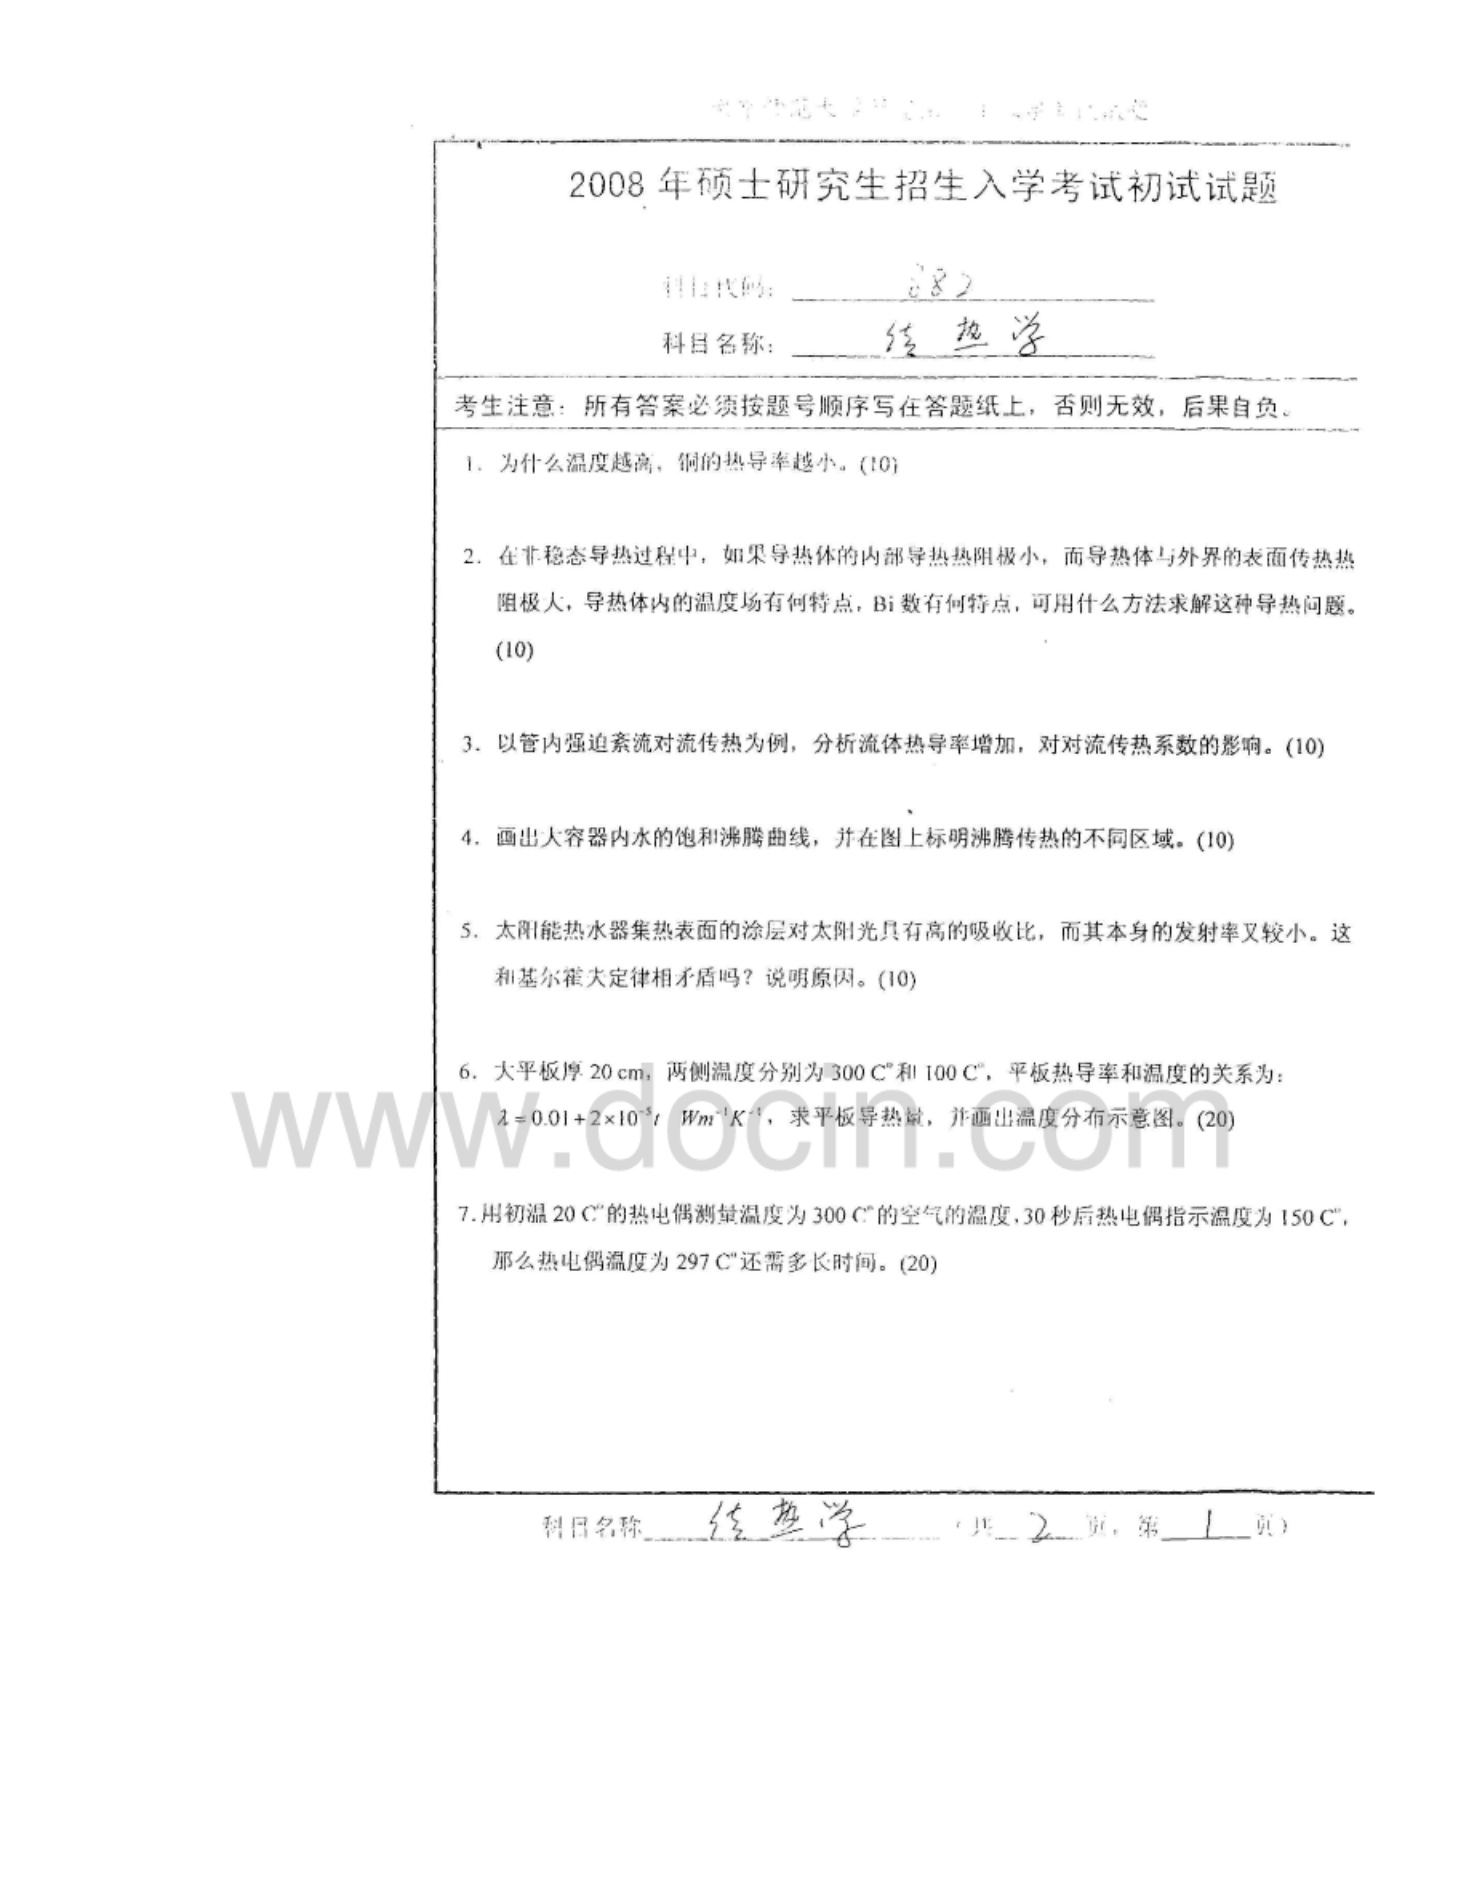 2008 年硕士研究生招生入学考试初试试题
科目代码: 882
科目名称: 传热学
考生注意: 所有答案必须按题号顺序写在答题纸上, 否则无效, 后果自负。
1. 为什么温度越高, 铜的热导率越小。(10)
2. 在非稳态导热过程中, 如果导热体的内部导热热阻极小, 而导热体与外界的表面传热热
阻极大, 导热体内的温度场有何特点, Bi 数有何特点, 可用什么方法求解这种导热问题。
(10)
3. 以管内强迫紊流对流传热为例, 分析流体热导率增加, 对对流传热系数的影响。(10)
4. 画出大容器内水的饱和沸腾曲线, 并在图上标明沸腾传热的不同区域。(10)
5. 太阳能热水器集热表面的涂层对太阳光具有高的吸收比, 而其本身的发射率又较小。这
和基尔霍夫定律相矛盾吗? 说明原因。(10)
6. 大平板厚 20 cm, 两侧温度分别为 300 C°和 100 C°, 平板热导率和温度的关系为:
λ = 0.01 + 2×10⁻⁵t Wm⁻¹K⁻¹, 求平板导热量, 并画出温度分布示意图。(20)
www.docin.com
7. 用初温 20 C°的热电偶测量温度为 300 C°的空气的温度, 30 秒后热电偶指示温度为 150 C°,
那么热电偶温度为 297 C°还需多长时间。(20)
科目名称 传热学 (共 2 页, 第 1 页)